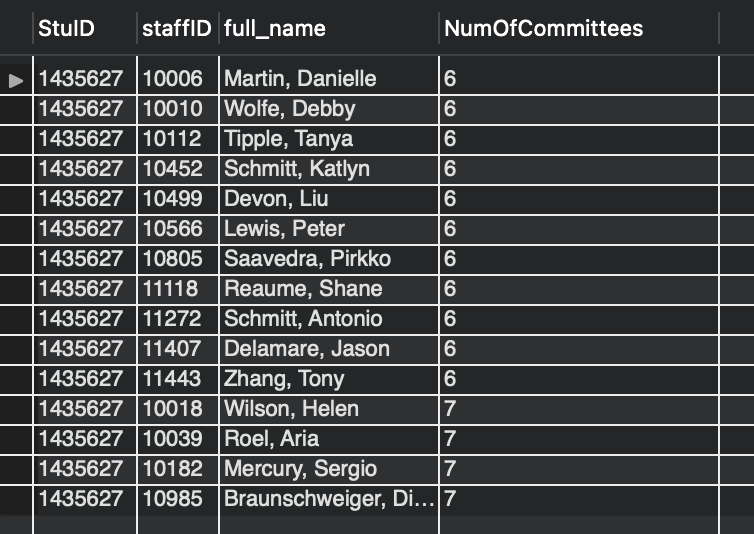 StuID staffID full_name NumOfCommittees
1435627 10006 Martin, Danielle 6
1435627 10010 Wolfe, Debby 6
1435627 10112 Tipple, Tanya 6
1435627 10452 Schmitt, Katlyn 6
1435627 10499 Devon, Liu 6
1435627 10566 Lewis, Peter 6
1435627 10805 Saavedra, Pirkko 6
1435627 11118 Reaume, Shane 6
1435627 11272 Schmitt, Antonio 6
1435627 11407 Delamare, Jason 6
1435627 11443 Zhang, Tony 6
1435627 10018 Wilson, Helen 7
1435627 10039 Roel, Aria 7
1435627 10182 Mercury, Sergio 7
1435627 10985 Braunschweiger, Di... 7